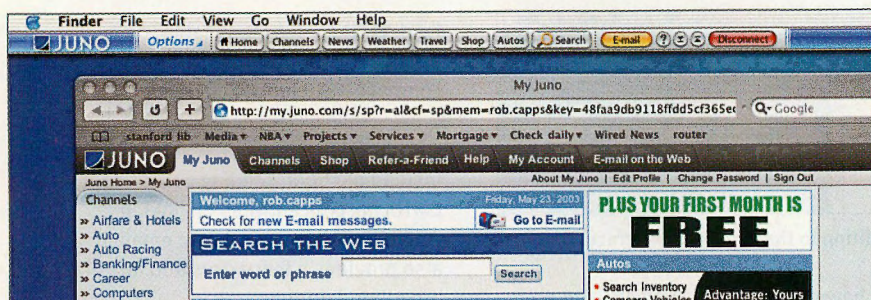 Finder File Edit View Go Window Help
JUNO Options Home Channels News Weather Travel Shop Autos Search E-mail ? Disconnect
My Juno
http://my.juno.com/s/sp?r=al&cf=sp&mem=rob.capps&key=48faa9db9118ffdd5cf365e Google
stanford lib Media NBA Projects Services Mortgage Check daily Wired News router
JUNO My Juno Channels Shop Refer-a-Friend Help My Account E-mail on the Web
Juno Home > My Juno About My Juno | Edit Profile | Change Password | Sign Out
Channels
» Airfare & Hotels
» Auto
» Auto Racing
» Banking/Finance
» Career
» Computers
Welcome, rob.capps Friday, May 23, 2003
Check for new E-mail messages. Go to E-mail
SEARCH THE WEB
Enter word or phrase Search
PLUS YOUR FIRST MONTH IS
FREE
Autos
• Search Inventory
• Compare Vehicles
Advantage: Yours